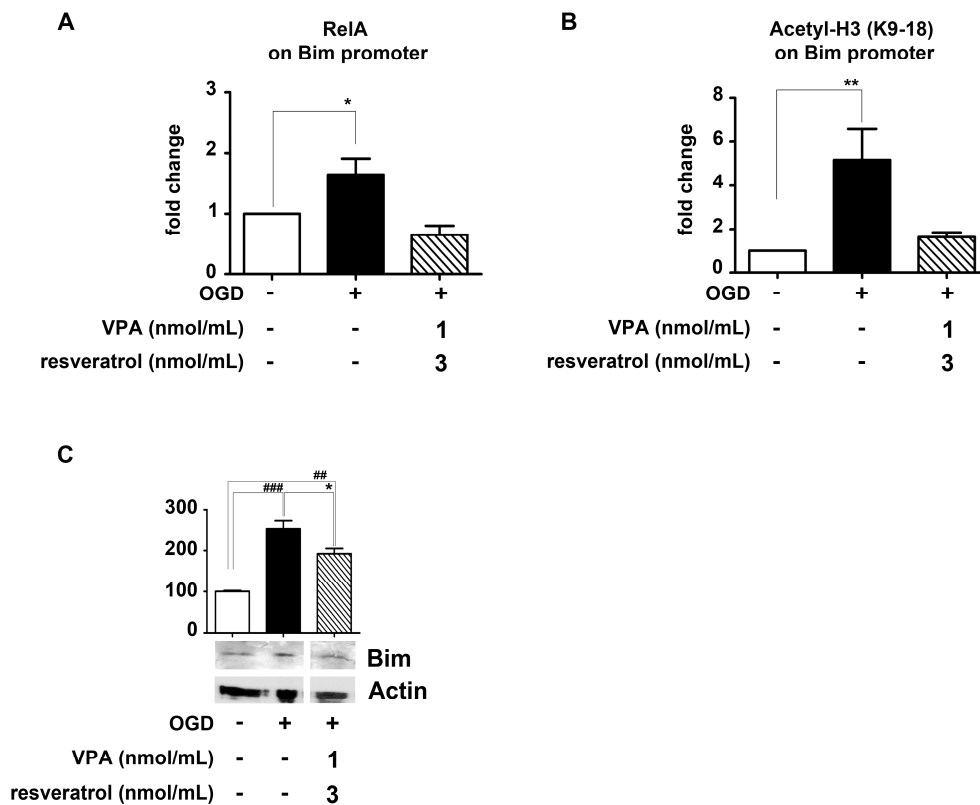 A
RelA
on Bim promoter
*
3
2
1
0
fold change
OGD - + +
VPA (nmol/mL) - - 1
resveratrol (nmol/mL) - - 3
B
Acetyl-H3 (K9-18)
on Bim promoter
**
8
6
4
2
0
fold change
OGD - + +
VPA (nmol/mL) - - 1
resveratrol (nmol/mL) - - 3
C
##
### *
300
200
100
0
Bim
Actin
OGD - + +
VPA (nmol/mL) - - 1
resveratrol (nmol/mL) - - 3